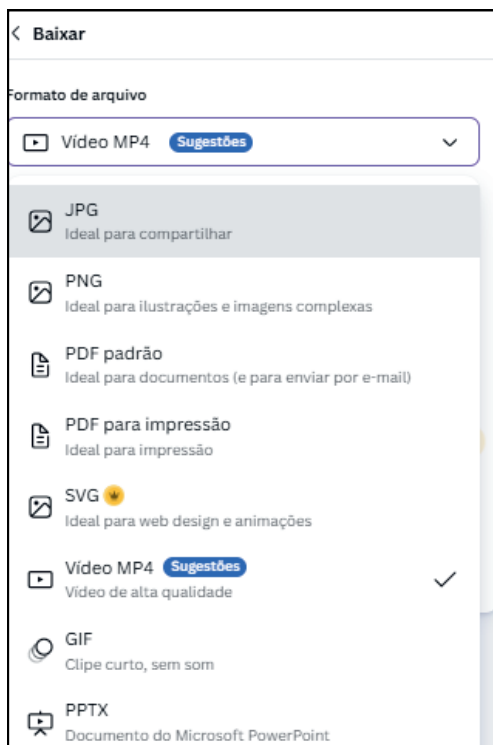 Baixar
Formato de arquivo
Vídeo MP4 Sugestões
JPG
Ideal para compartilhar
PNG
Ideal para ilustrações e imagens complexas
PDF padrão
Ideal para documentos (e para enviar por e-mail)
PDF para impressão
Ideal para impressão
SVG
Ideal para web design e animações
Vídeo MP4 Sugestões
Vídeo de alta qualidade
GIF
Clipe curto, sem som
PPTX
Documento do Microsoft PowerPoint